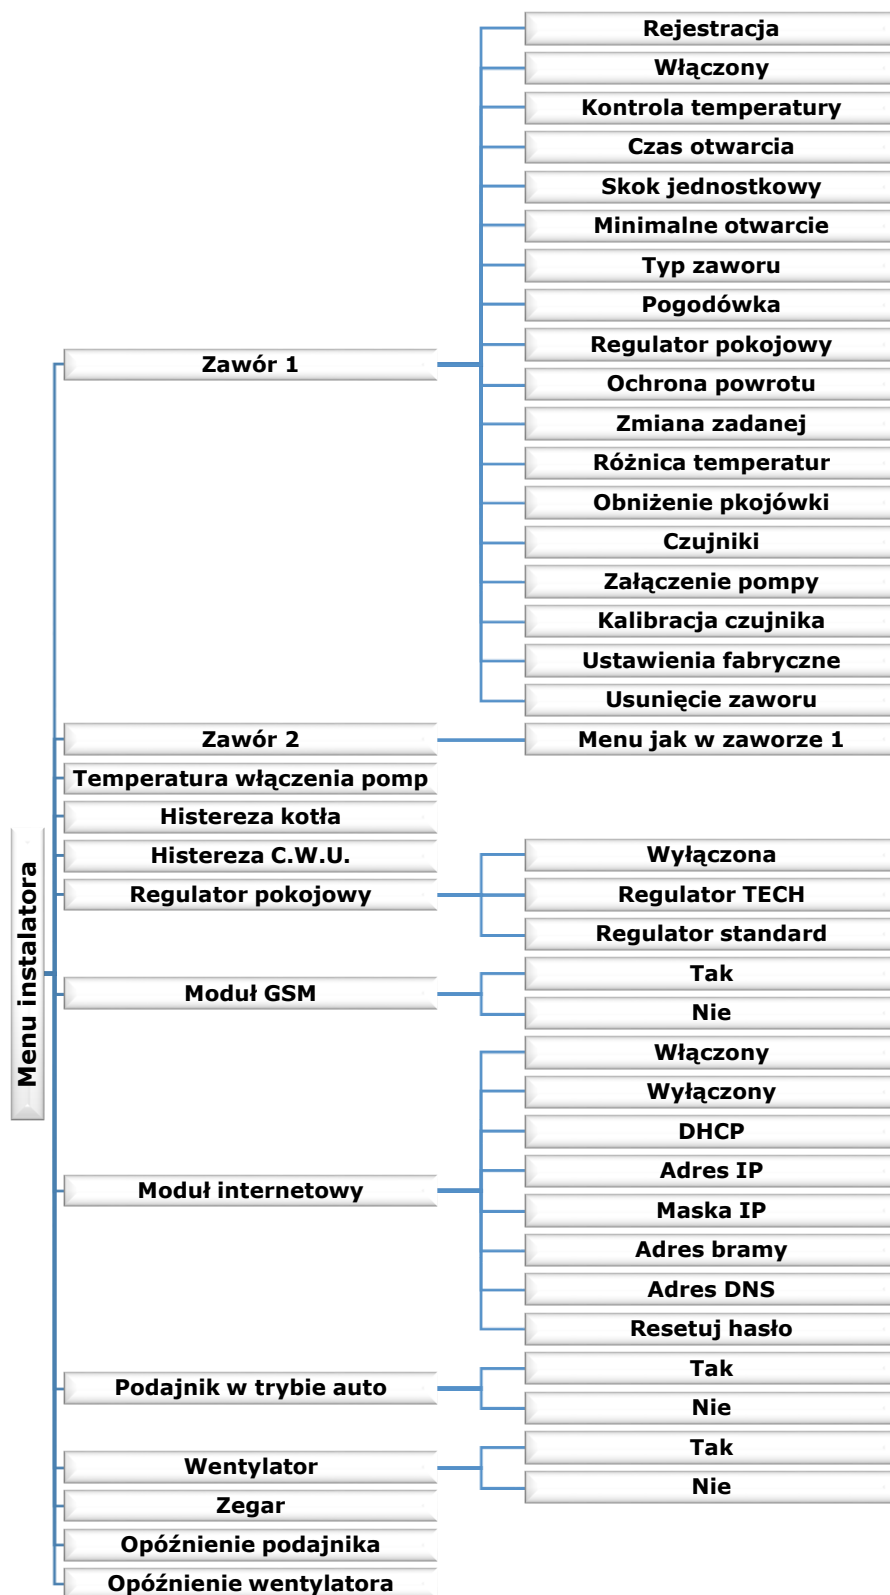 Menu instalatora
Zawór 1
Rejestracja
Włączony
Kontrola temperatury
Czas otwarcia
Skok jednostkowy
Minimalne otwarcie
Typ zaworu
Pogodówka
Regulator pokojowy
Ochrona powrotu
Zmiana zadanej
Różnica temperatur
Obniżenie pkojówki
Czujniki
Załączenie pompy
Kalibracja czujnika
Ustawienia fabryczne
Usunięcie zaworu
Zawór 2
Menu jak w zaworze 1
Temperatura włączenia pomp
Histereza kotła
Histereza C.W.U.
Regulator pokojowy
Wyłączona
Regulator TECH
Regulator standard
Moduł GSM
Tak
Nie
Moduł internetowy
Włączony
Wyłączony
DHCP
Adres IP
Maska IP
Adres bramy
Adres DNS
Resetuj hasło
Podajnik w trybie auto
Tak
Nie
Wentylator
Tak
Nie
Zegar
Opóźnienie podajnika
Opóźnienie wentylatora